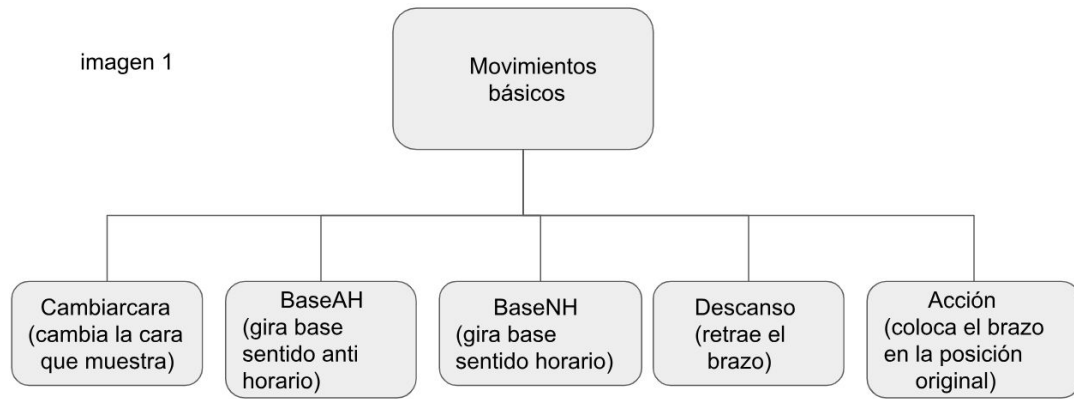 imagen 1
Movimientos
básicos
Cambiarcara
(cambia la cara
que muestra)
BaseAH
(gira base
sentido anti
horario)
BaseNH
(gira base
sentido horario)
Descanso
(retrae el
brazo)
Acción
(coloca el brazo
en la posición
original)